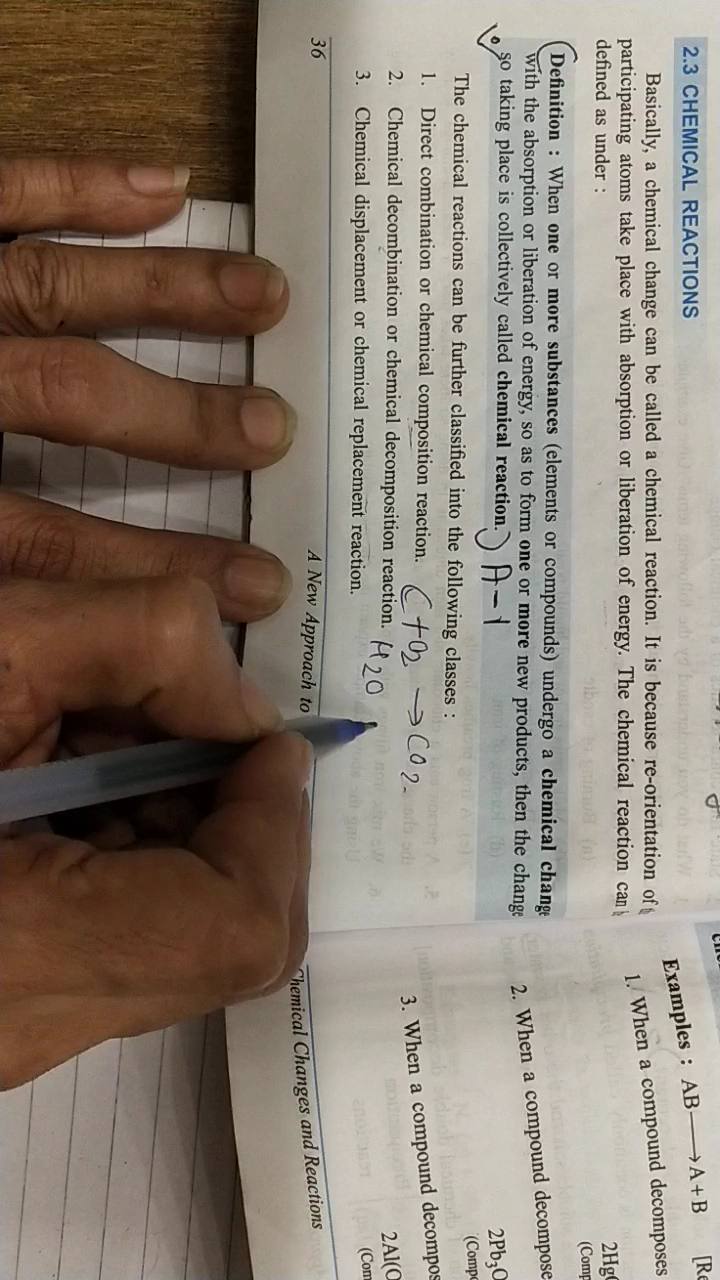 2.3 CHEMICAL REACTIONS
Basically, a chemical change can be called a chemical reaction. It is because re-orientation of
participating atoms take place with absorption or liberation of energy. The chemical reaction can
defined as under :
Definition : When one or more substances (elements or compounds) undergo a chemical change
with the absorption or liberation of energy, so as to form one or more new products, then the change
so taking place is collectively called chemical reaction. A-1
The chemical reactions can be further classified into the following classes :
1. Direct combination or chemical composition reaction. C+O2 → CO2
2. Chemical decombination or chemical decomposition reaction. H2O
3. Chemical displacement or chemical replacement reaction.
36 A New Approach to
Examples : AB → A + B
1. When a compound decomposes
2Hg
2. When a compound decompose
2Pb3O
3. When a compound decompos
2Al(O
Chemical Changes and Reactions